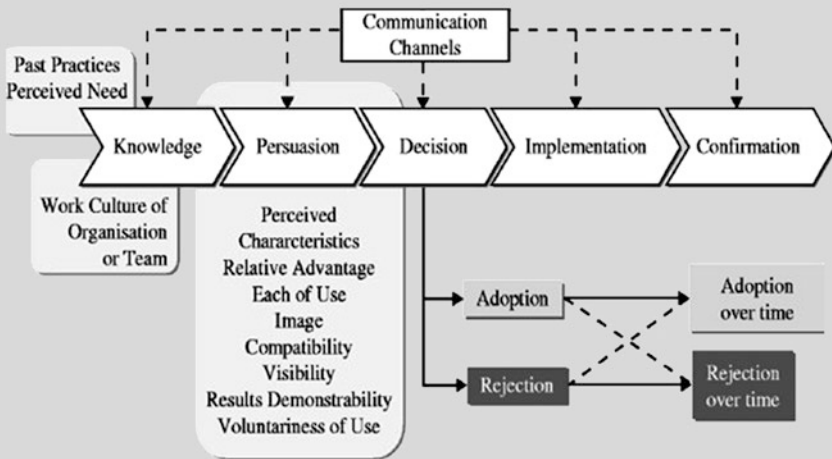 Communication
Channels
Past Practices
Perceived Need
Knowledge
Persuasion
Decision
Implementation
Confirmation
Work Culture of
Organisation
or Team
Perceived
Chararcteristics
Relative Advantage
Each of Use
Image
Compatibility
Visibility
Results Demonstrability
Voluntariness of Use
Adoption
Adoption
over time
Rejection
Rejection
over time